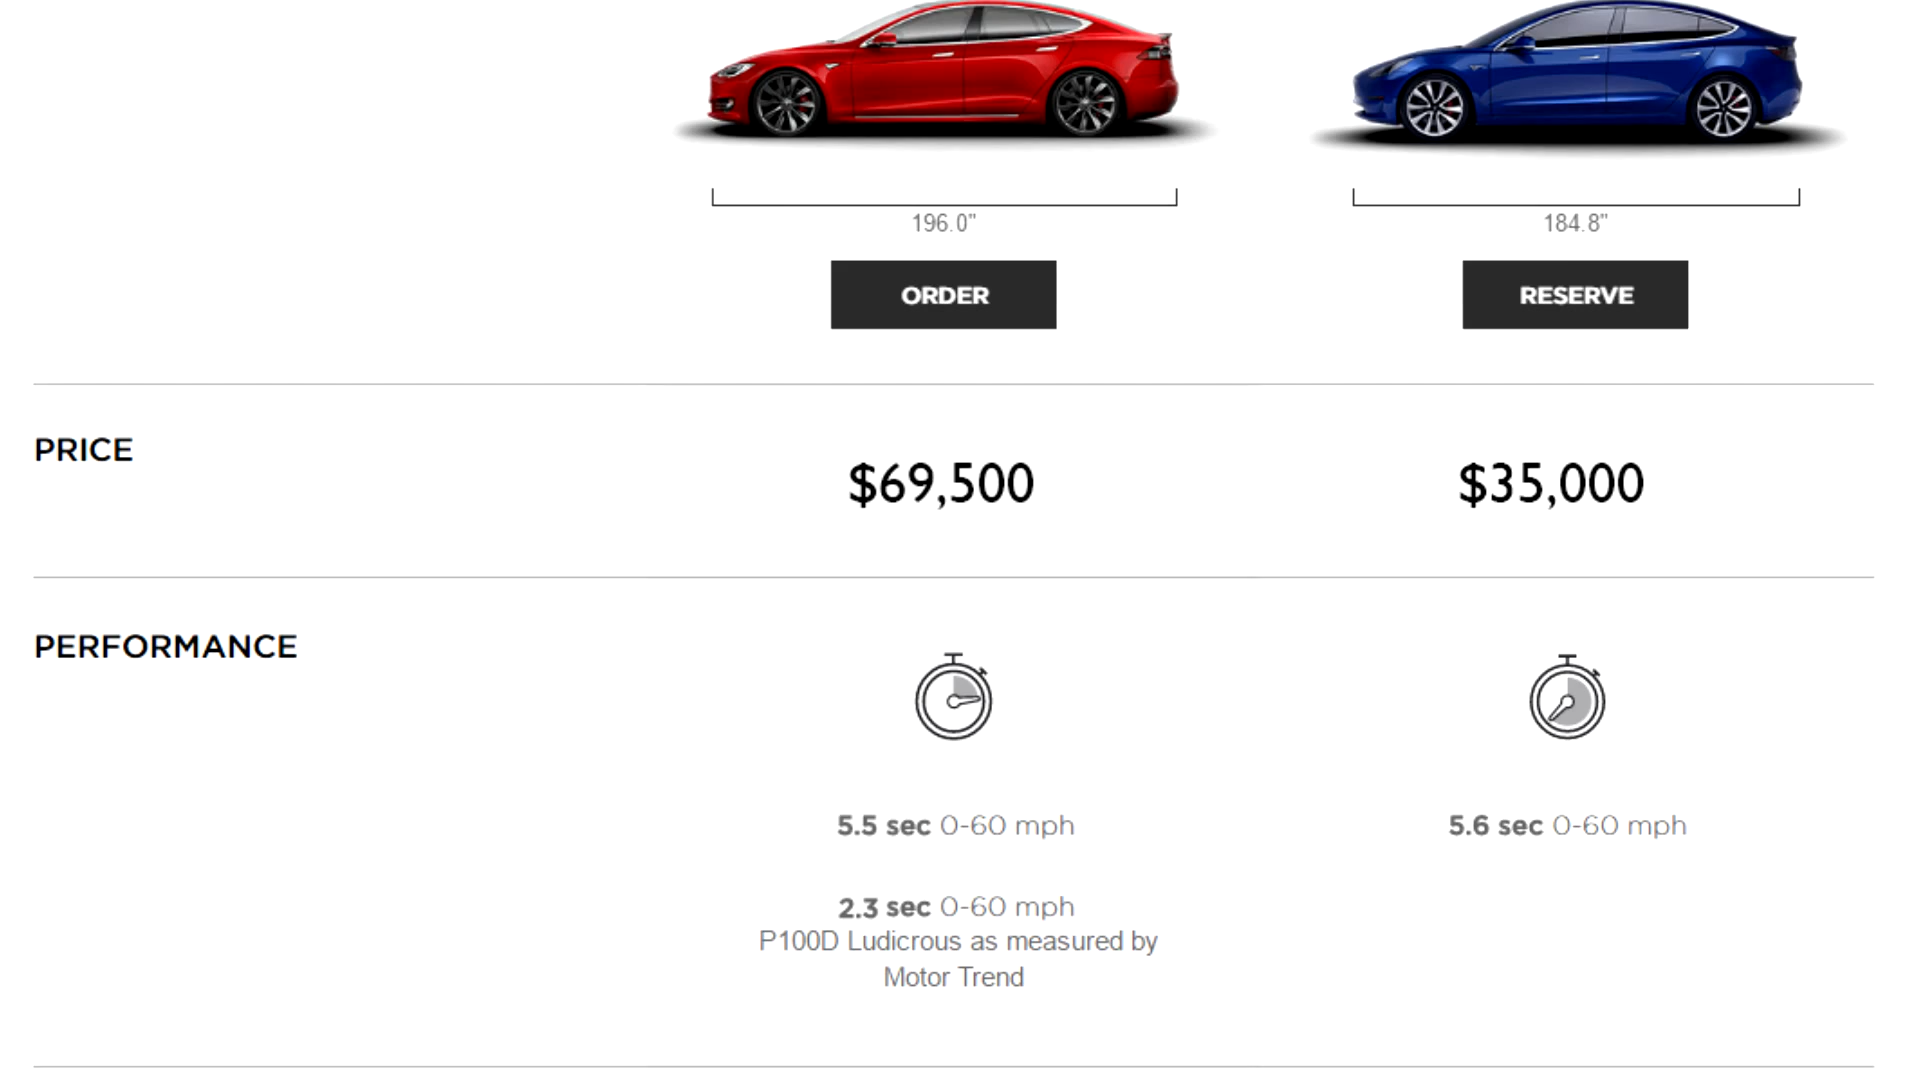 196.0"
184.8"
ORDER
RESERVE
PRICE
$69,500
$35,000
PERFORMANCE
5.5 sec 0-60 mph
5.6 sec 0-60 mph
2.3 sec 0-60 mph
P100D Ludicrous as measured by
Motor Trend